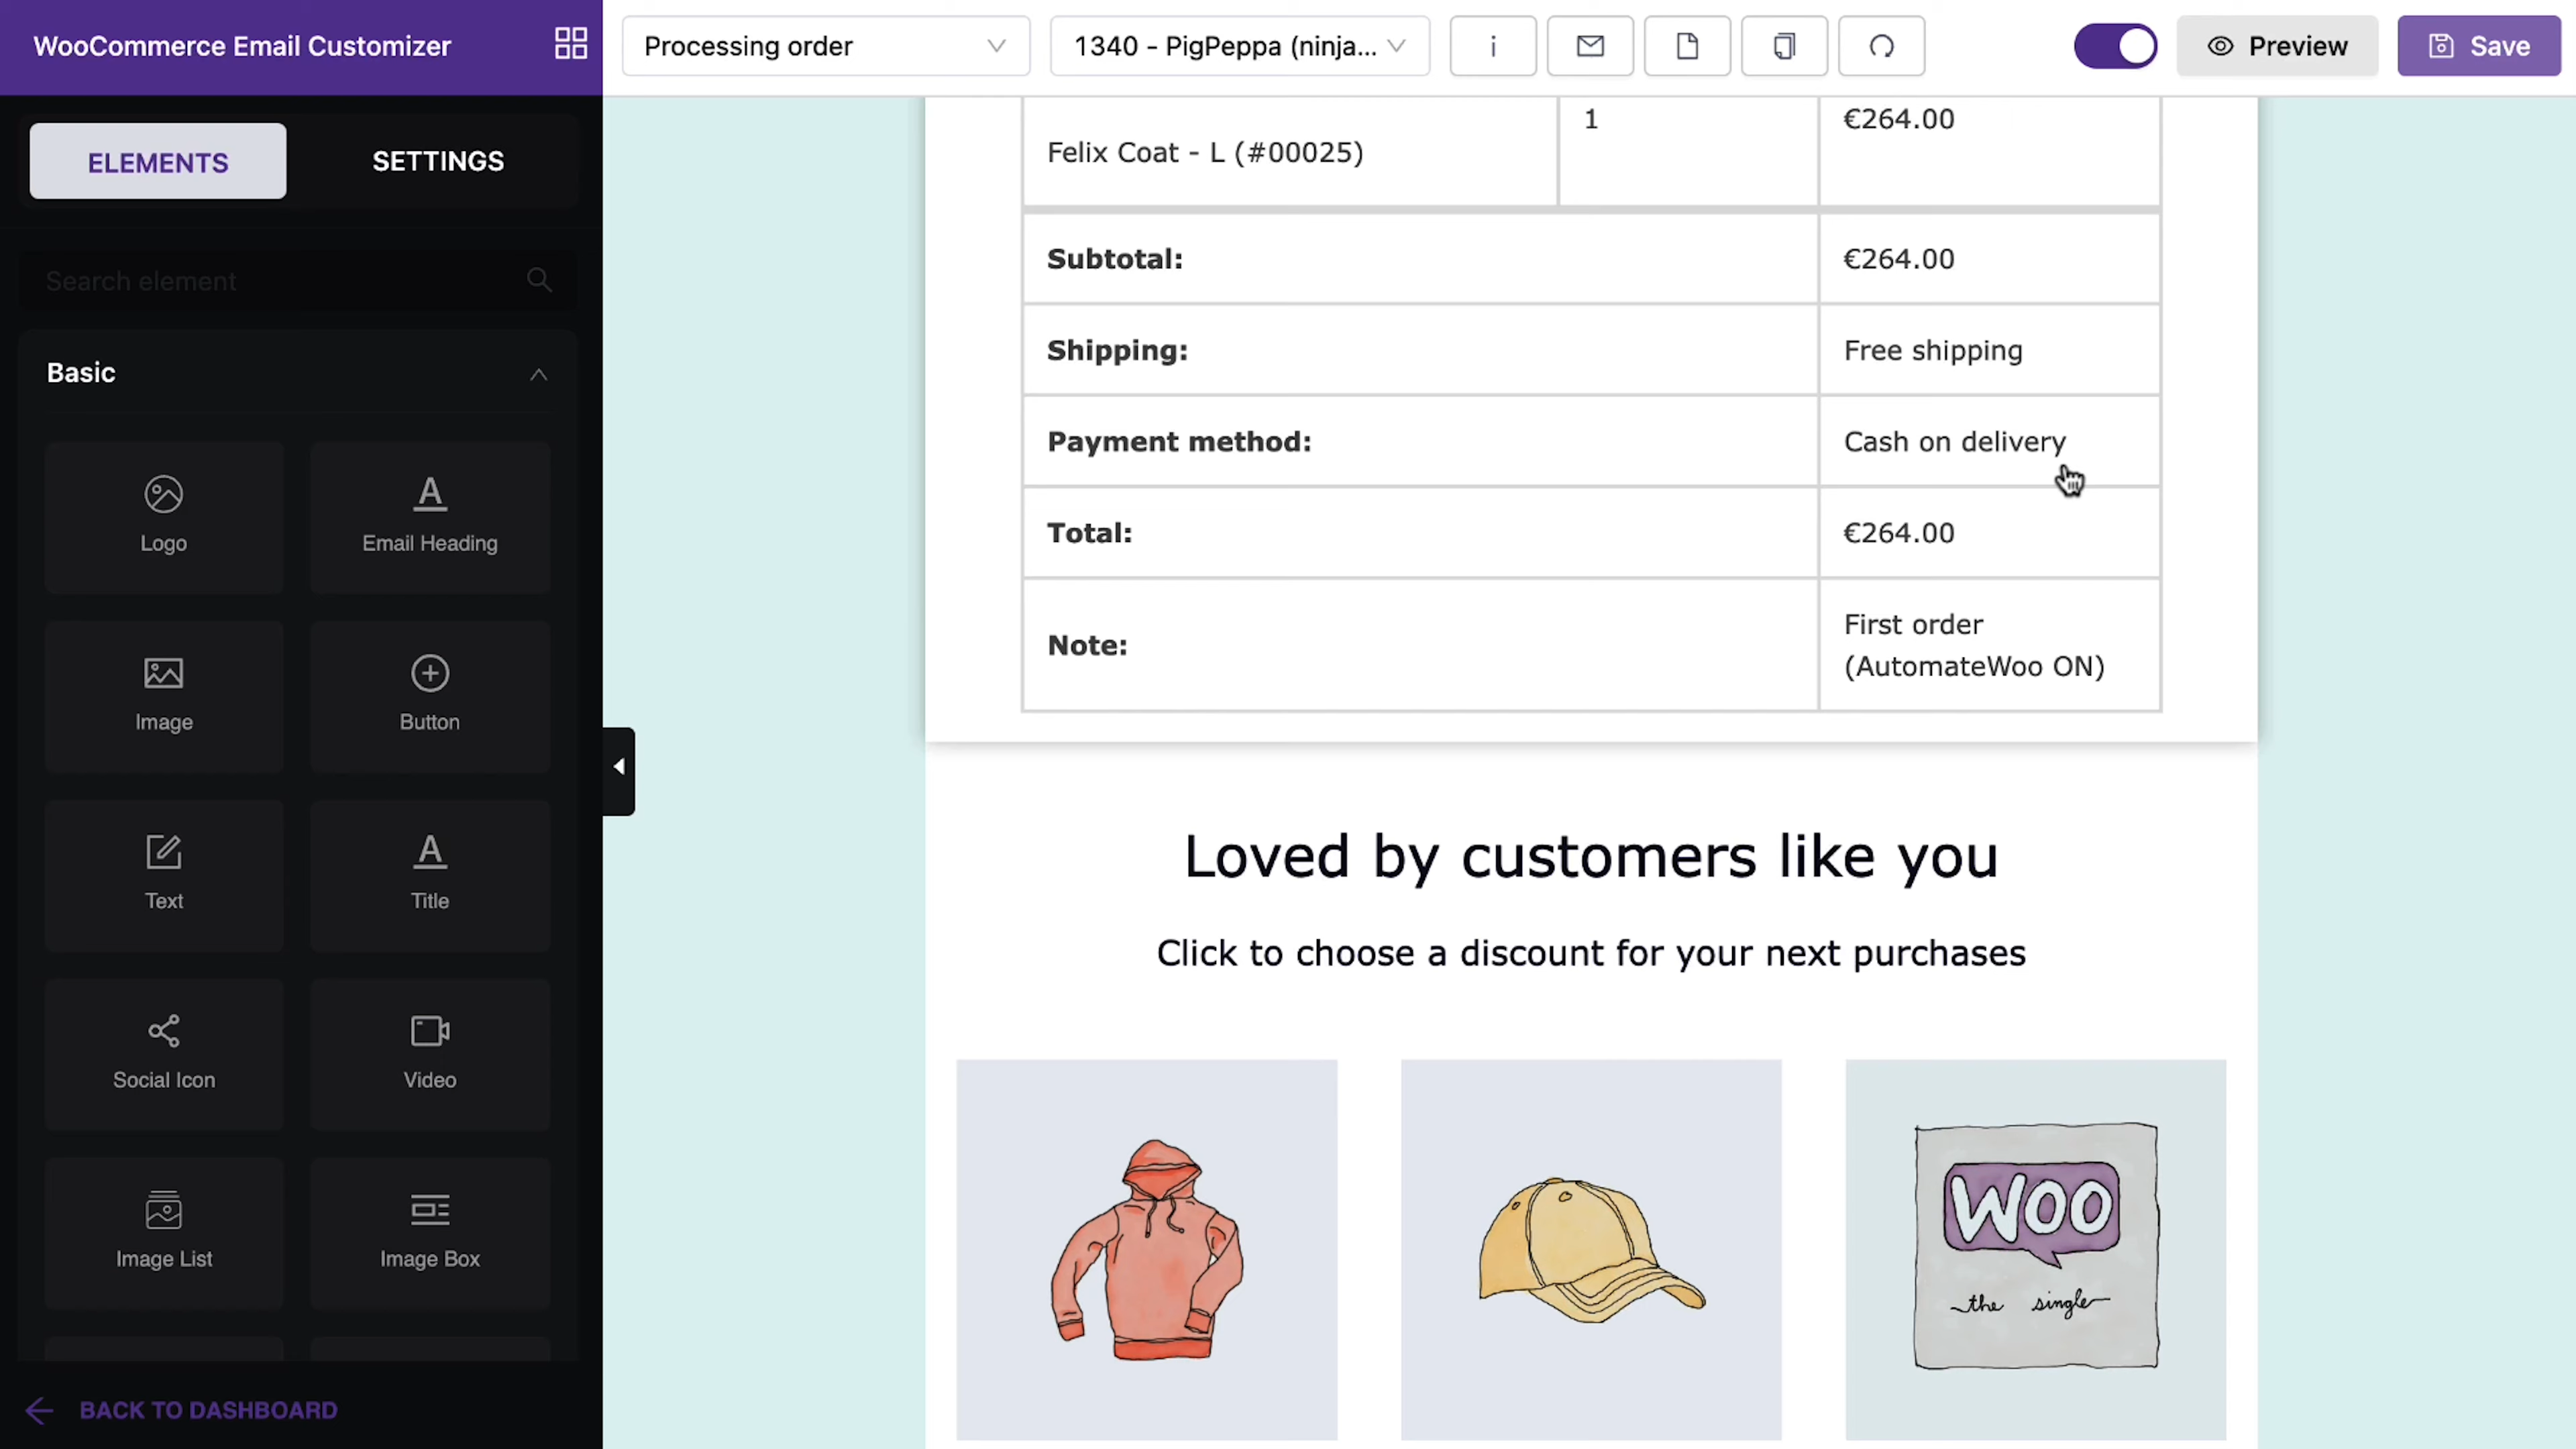 WooCommerce Email Customizer
Processing order
1340 - PigPeppa (ninja...
i
Preview
Save
ELEMENTS
SETTINGS
Search element
Basic
Logo
Email Heading
Image
Button
Text
Title
Social Icon
Video
Image List
Image Box
BACK TO DASHBOARD
Felix Coat - L (#00025)
1
€264.00
Subtotal:
€264.00
Shipping:
Free shipping
Payment method:
Cash on delivery
Total:
€264.00
Note:
First order
(AutomateWoo ON)
Loved by customers like you
Click to choose a discount for your next purchases
WOO
the single